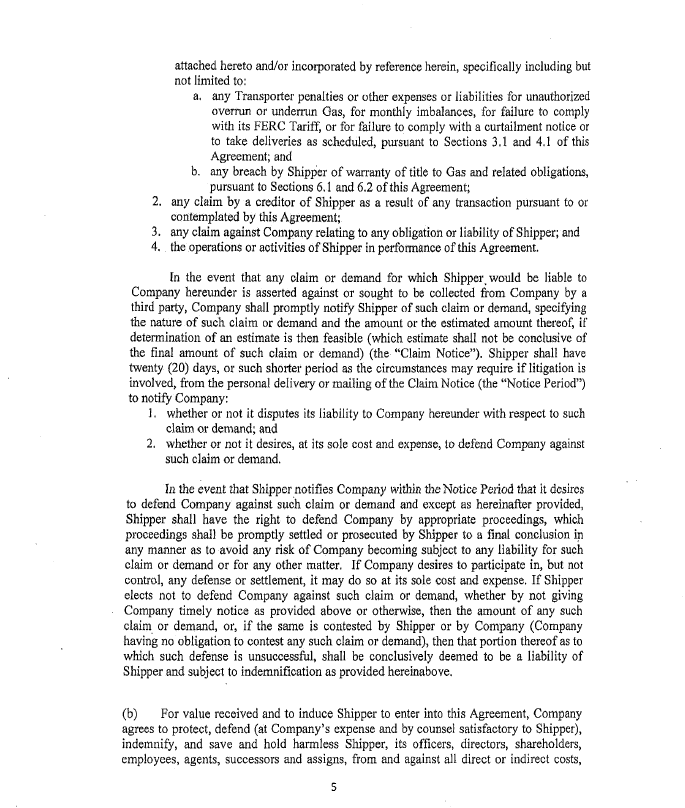 attached hereto and/or incorporated by reference herein, specifically including but
not limited to:
a. any Transporter penalties or other expenses or liabilities for unauthorized
overrun or underrun Gas, for monthly imbalances, for failure to comply
with its FERC Tariff, or for failure to comply with a curtailment notice or
to take deliveries as scheduled, pursuant to Sections 3.1 and 4.1 of this
Agreement; and
b. any breach by Shipper of warranty of title to Gas and related obligations,
pursuant to Sections 6.1 and 6.2 of this Agreement;
2. any claim by a creditor of Shipper as a result of any transaction pursuant to or
contemplated by this Agreement;
3. any claim against Company relating to any obligation or liability of Shipper; and
4. the operations or activities of Shipper in performance of this Agreement.
In the event that any claim or demand for which Shipper would be liable to
Company hereunder is asserted against or sought to be collected from Company by a
third party, Company shall promptly notify Shipper of such claim or demand, specifying
the nature of such claim or demand and the amount or the estimated amount thereof, if
determination of an estimate is then feasible (which estimate shall not be conclusive of
the final amount of such claim or demand) (the “Claim Notice”). Shipper shall have
twenty (20) days, or such shorter period as the circumstances may require if litigation is
involved, from the personal delivery or mailing of the Claim Notice (the “Notice Period”)
to notify Company:
1. whether or not it disputes its liability to Company hereunder with respect to such
claim or demand; and
2. whether or not it desires, at its sole cost and expense, to defend Company against
such claim or demand.
In the event that Shipper notifies Company within the Notice Period that it desires
to defend Company against such claim or demand and except as hereinafter provided,
Shipper shall have the right to defend Company by appropriate proceedings, which
proceedings shall be promptly settled or prosecuted by Shipper to a final conclusion in
any manner as to avoid any risk of Company becoming subject to any liability for such
claim or demand or for any other matter. If Company desires to participate in, but not
control, any defense or settlement, it may do so at its sole cost and expense. If Shipper
elects not to defend Company against such claim or demand, whether by not giving
Company timely notice as provided above or otherwise, then the amount of any such
claim or demand, or, if the same is contested by Shipper or by Company (Company
having no obligation to contest any such claim or demand), then that portion thereof as to
which such defense is unsuccessful, shall be conclusively deemed to be a liability of
Shipper and subject to indemnification as provided hereinabove.
(b) For value received and to induce Shipper to enter into this Agreement, Company
agrees to protect, defend (at Company’s expense and by counsel satisfactory to Shipper),
indemnify, and save and hold harmless Shipper, its officers, directors, shareholders,
employees, agents, successors and assigns, from and against all direct or indirect costs,
5